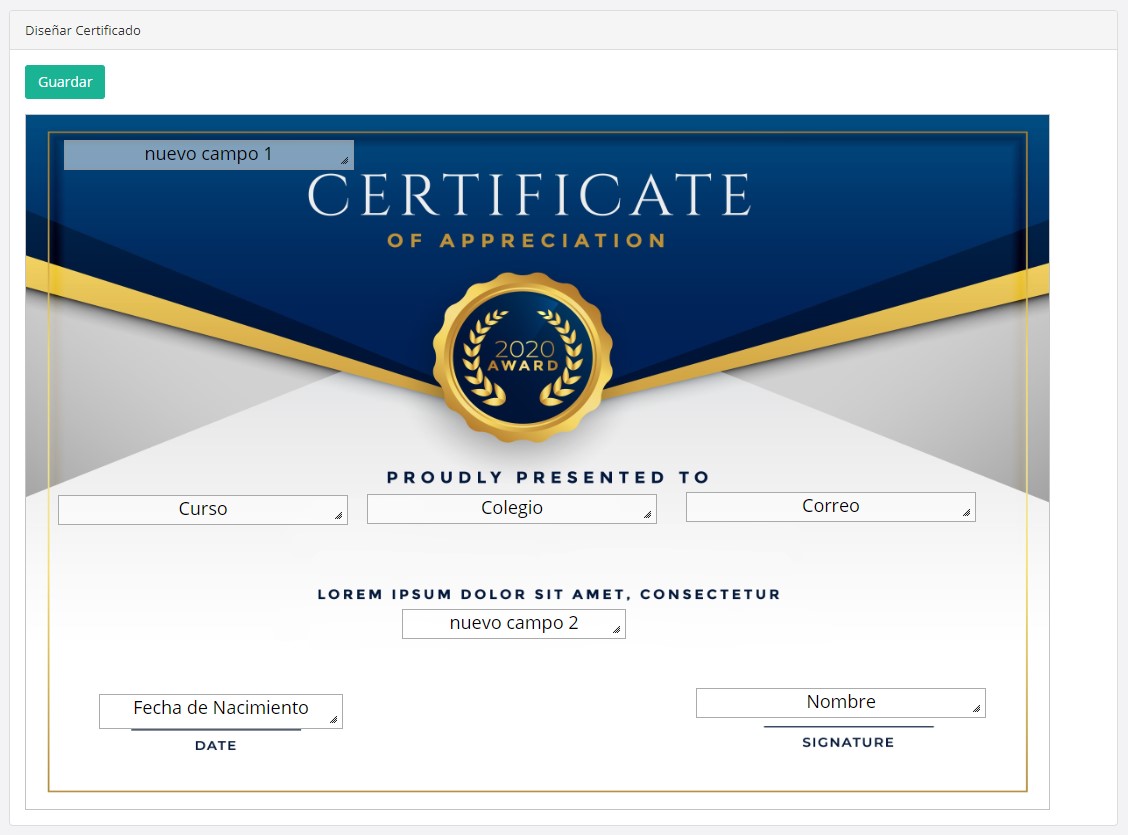 Diseñar Certificado
Guardar
nuevo campo 1
CERTIFICATE
OF APPRECIATION
2020
AWARD
PROUDLY PRESENTED TO
Curso
Colegio
Correo
LOREM IPSUM DOLOR SIT AMET, CONSECTETUR
nuevo campo 2
Fecha de Nacimiento
Nombre
DATE
SIGNATURE